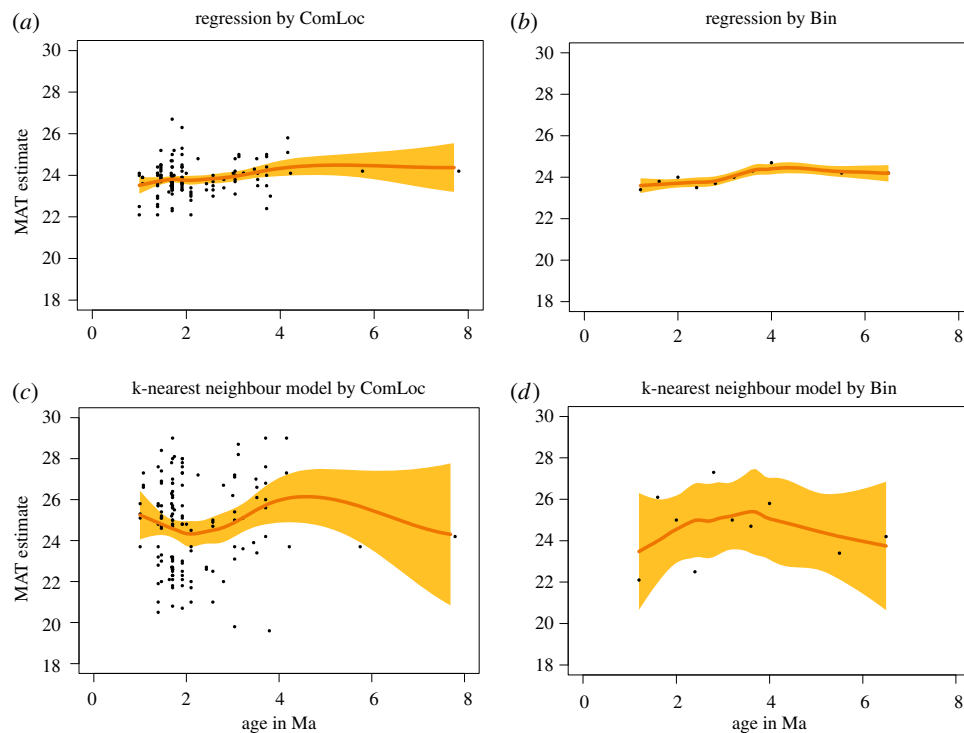 (a) regression by ComLoc
MAT estimate
30
28
26
24
22
20
18
0 2 4 6 8
(b) regression by Bin
30
28
26
24
22
20
18
0 2 4 6 8
(c) k-nearest neighbour model by ComLoc
MAT estimate
30
28
26
24
22
20
18
0 2 4 6 8
age in Ma
(d) k-nearest neighbour model by Bin
30
28
26
24
22
20
18
0 2 4 6 8
age in Ma